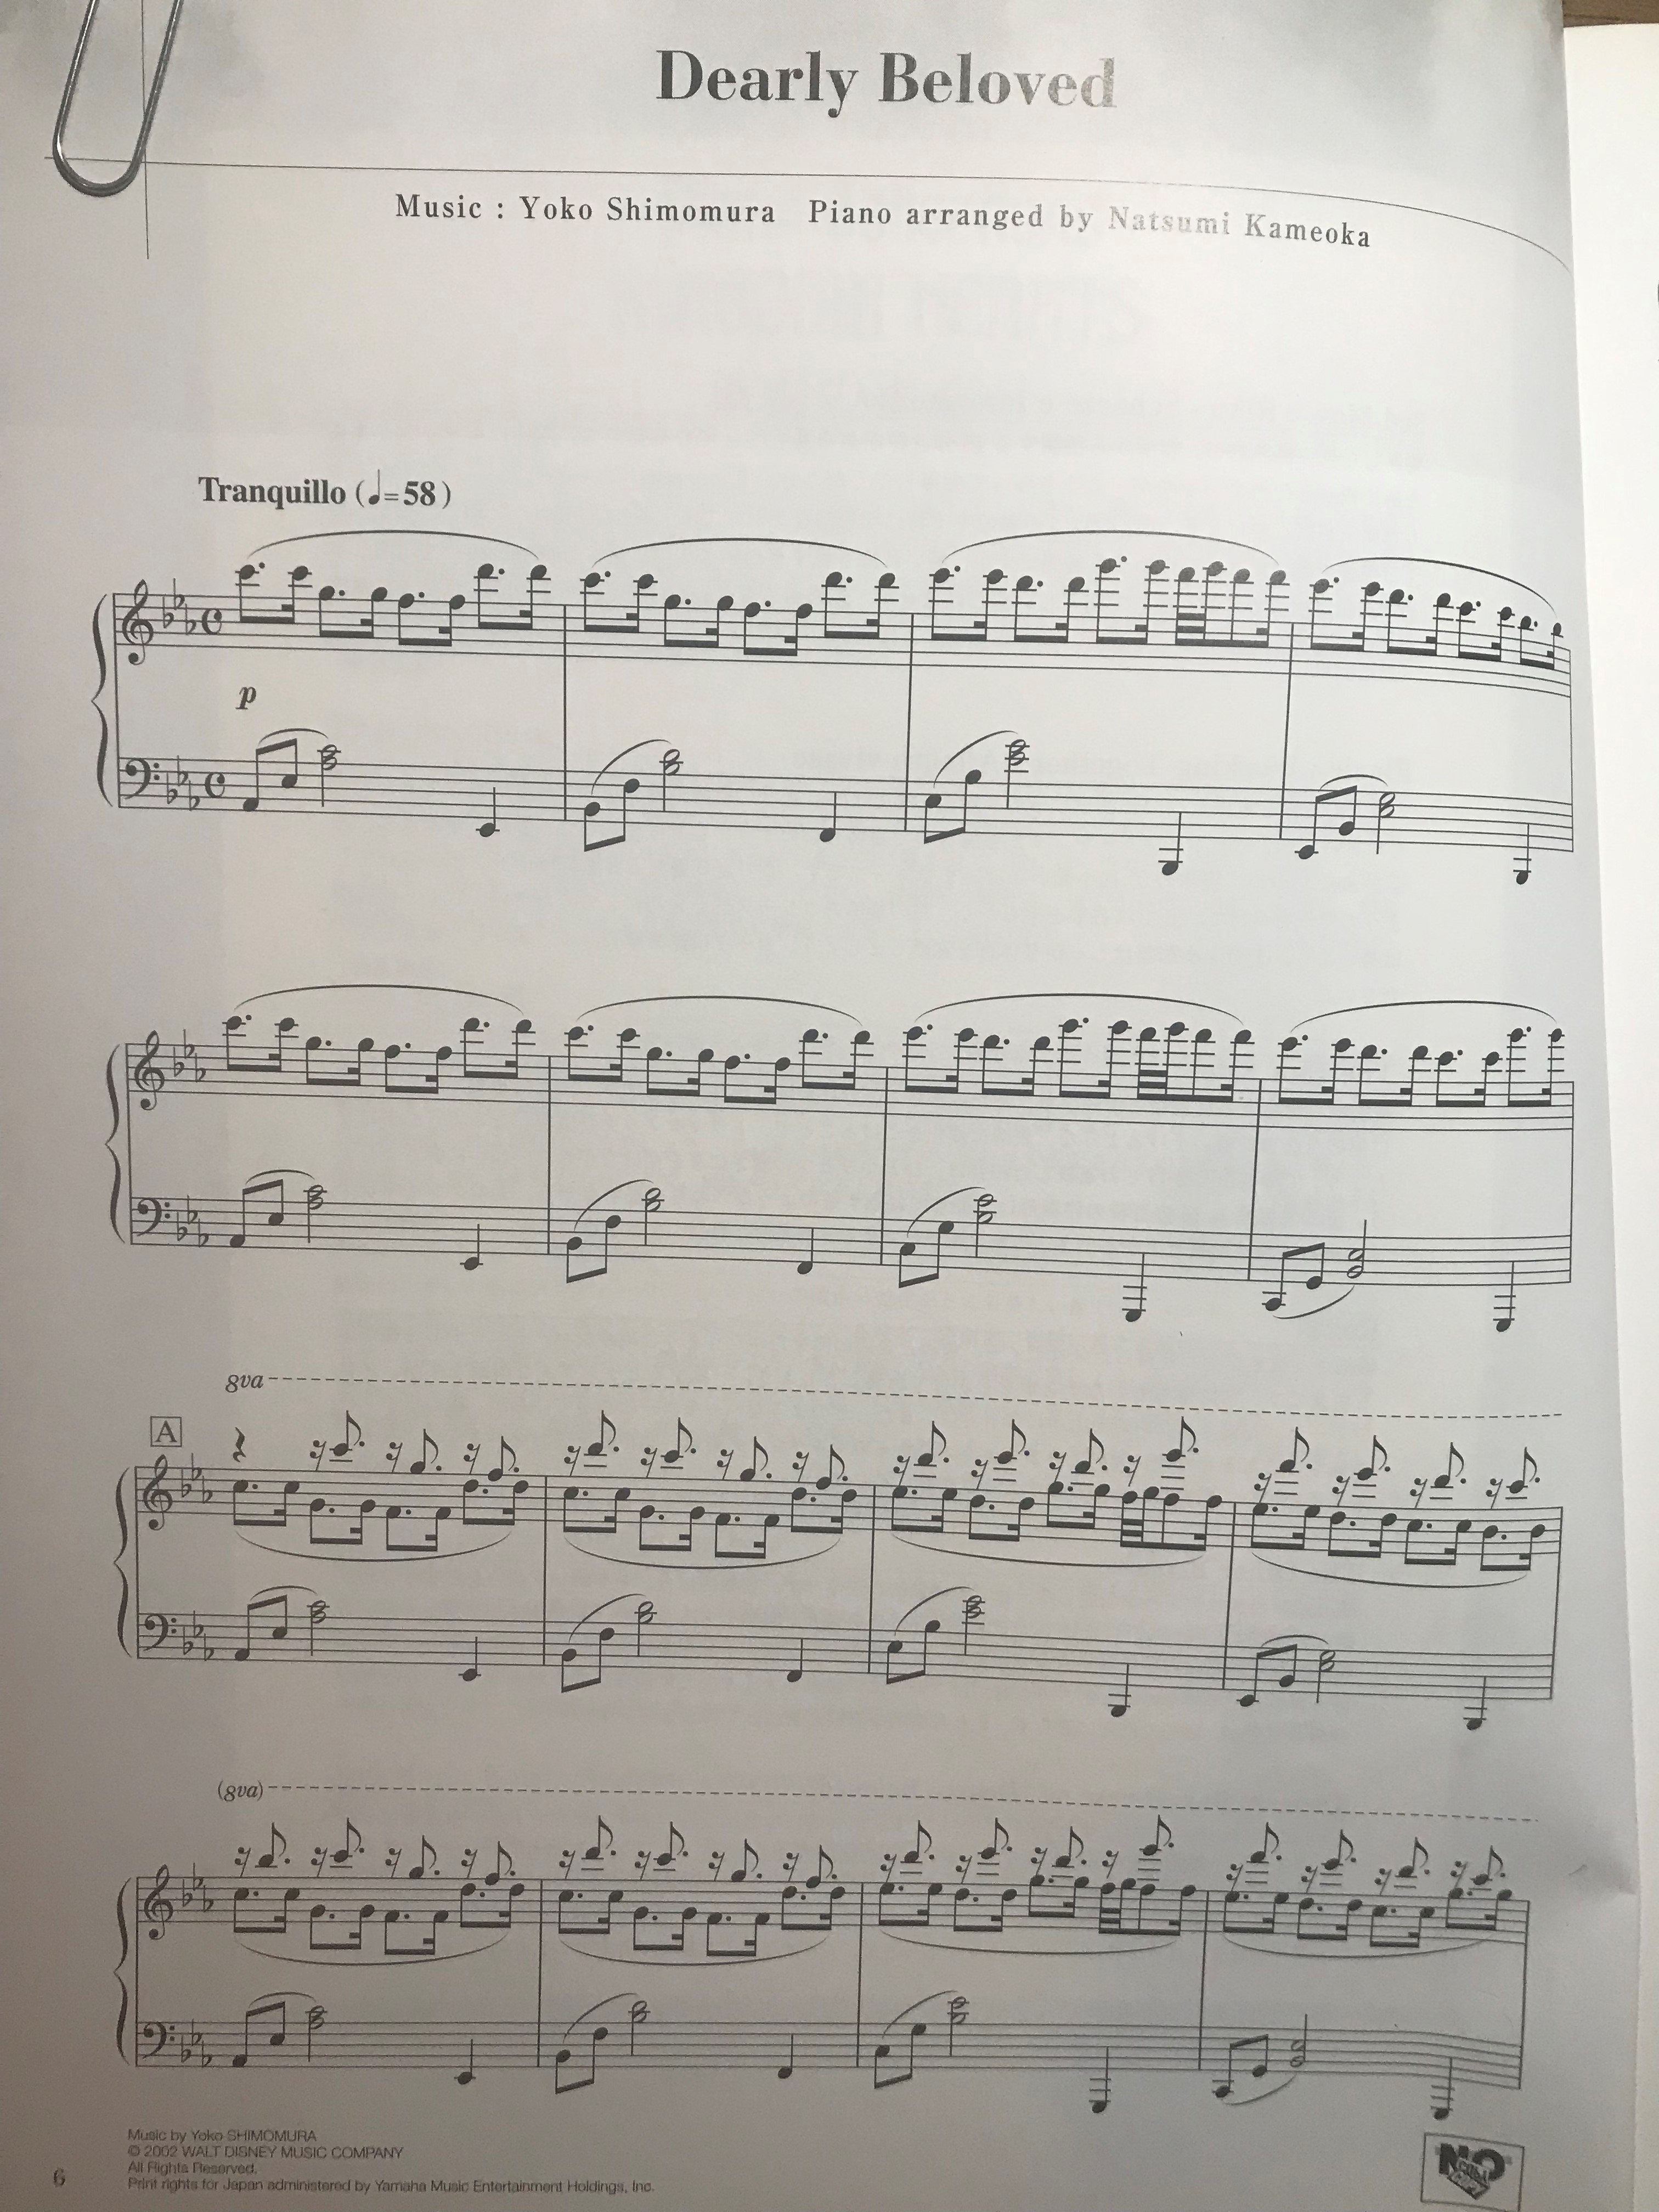 Dearly Beloved
Music : Yoko Shimomura Piano arranged by Natsumi Kameoka
Tranquillo (♩=58)
p
8va
A
(8va)
Music by Yoko SHIMOMURA
© 2002 WALT DISNEY MUSIC COMPANY
All Rights Reserved.
Print rights for Japan administered by Yamaha Music Entertainment Holdings, Inc.
6
NO